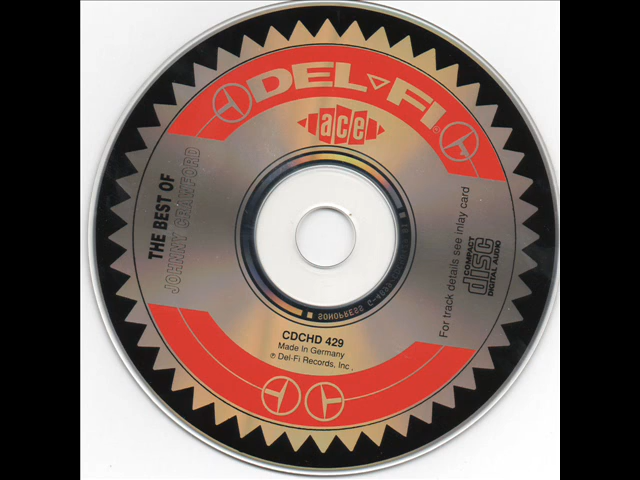 DEL-FI
®
ace
THE BEST OF
JOHNNY CRAWFORD
For track details see inlay card
COMPACT
disc
DIGITAL AUDIO
SONOPRESS
CDCHD 429
Made In Germany
℗ Del-Fi Records, Inc.,